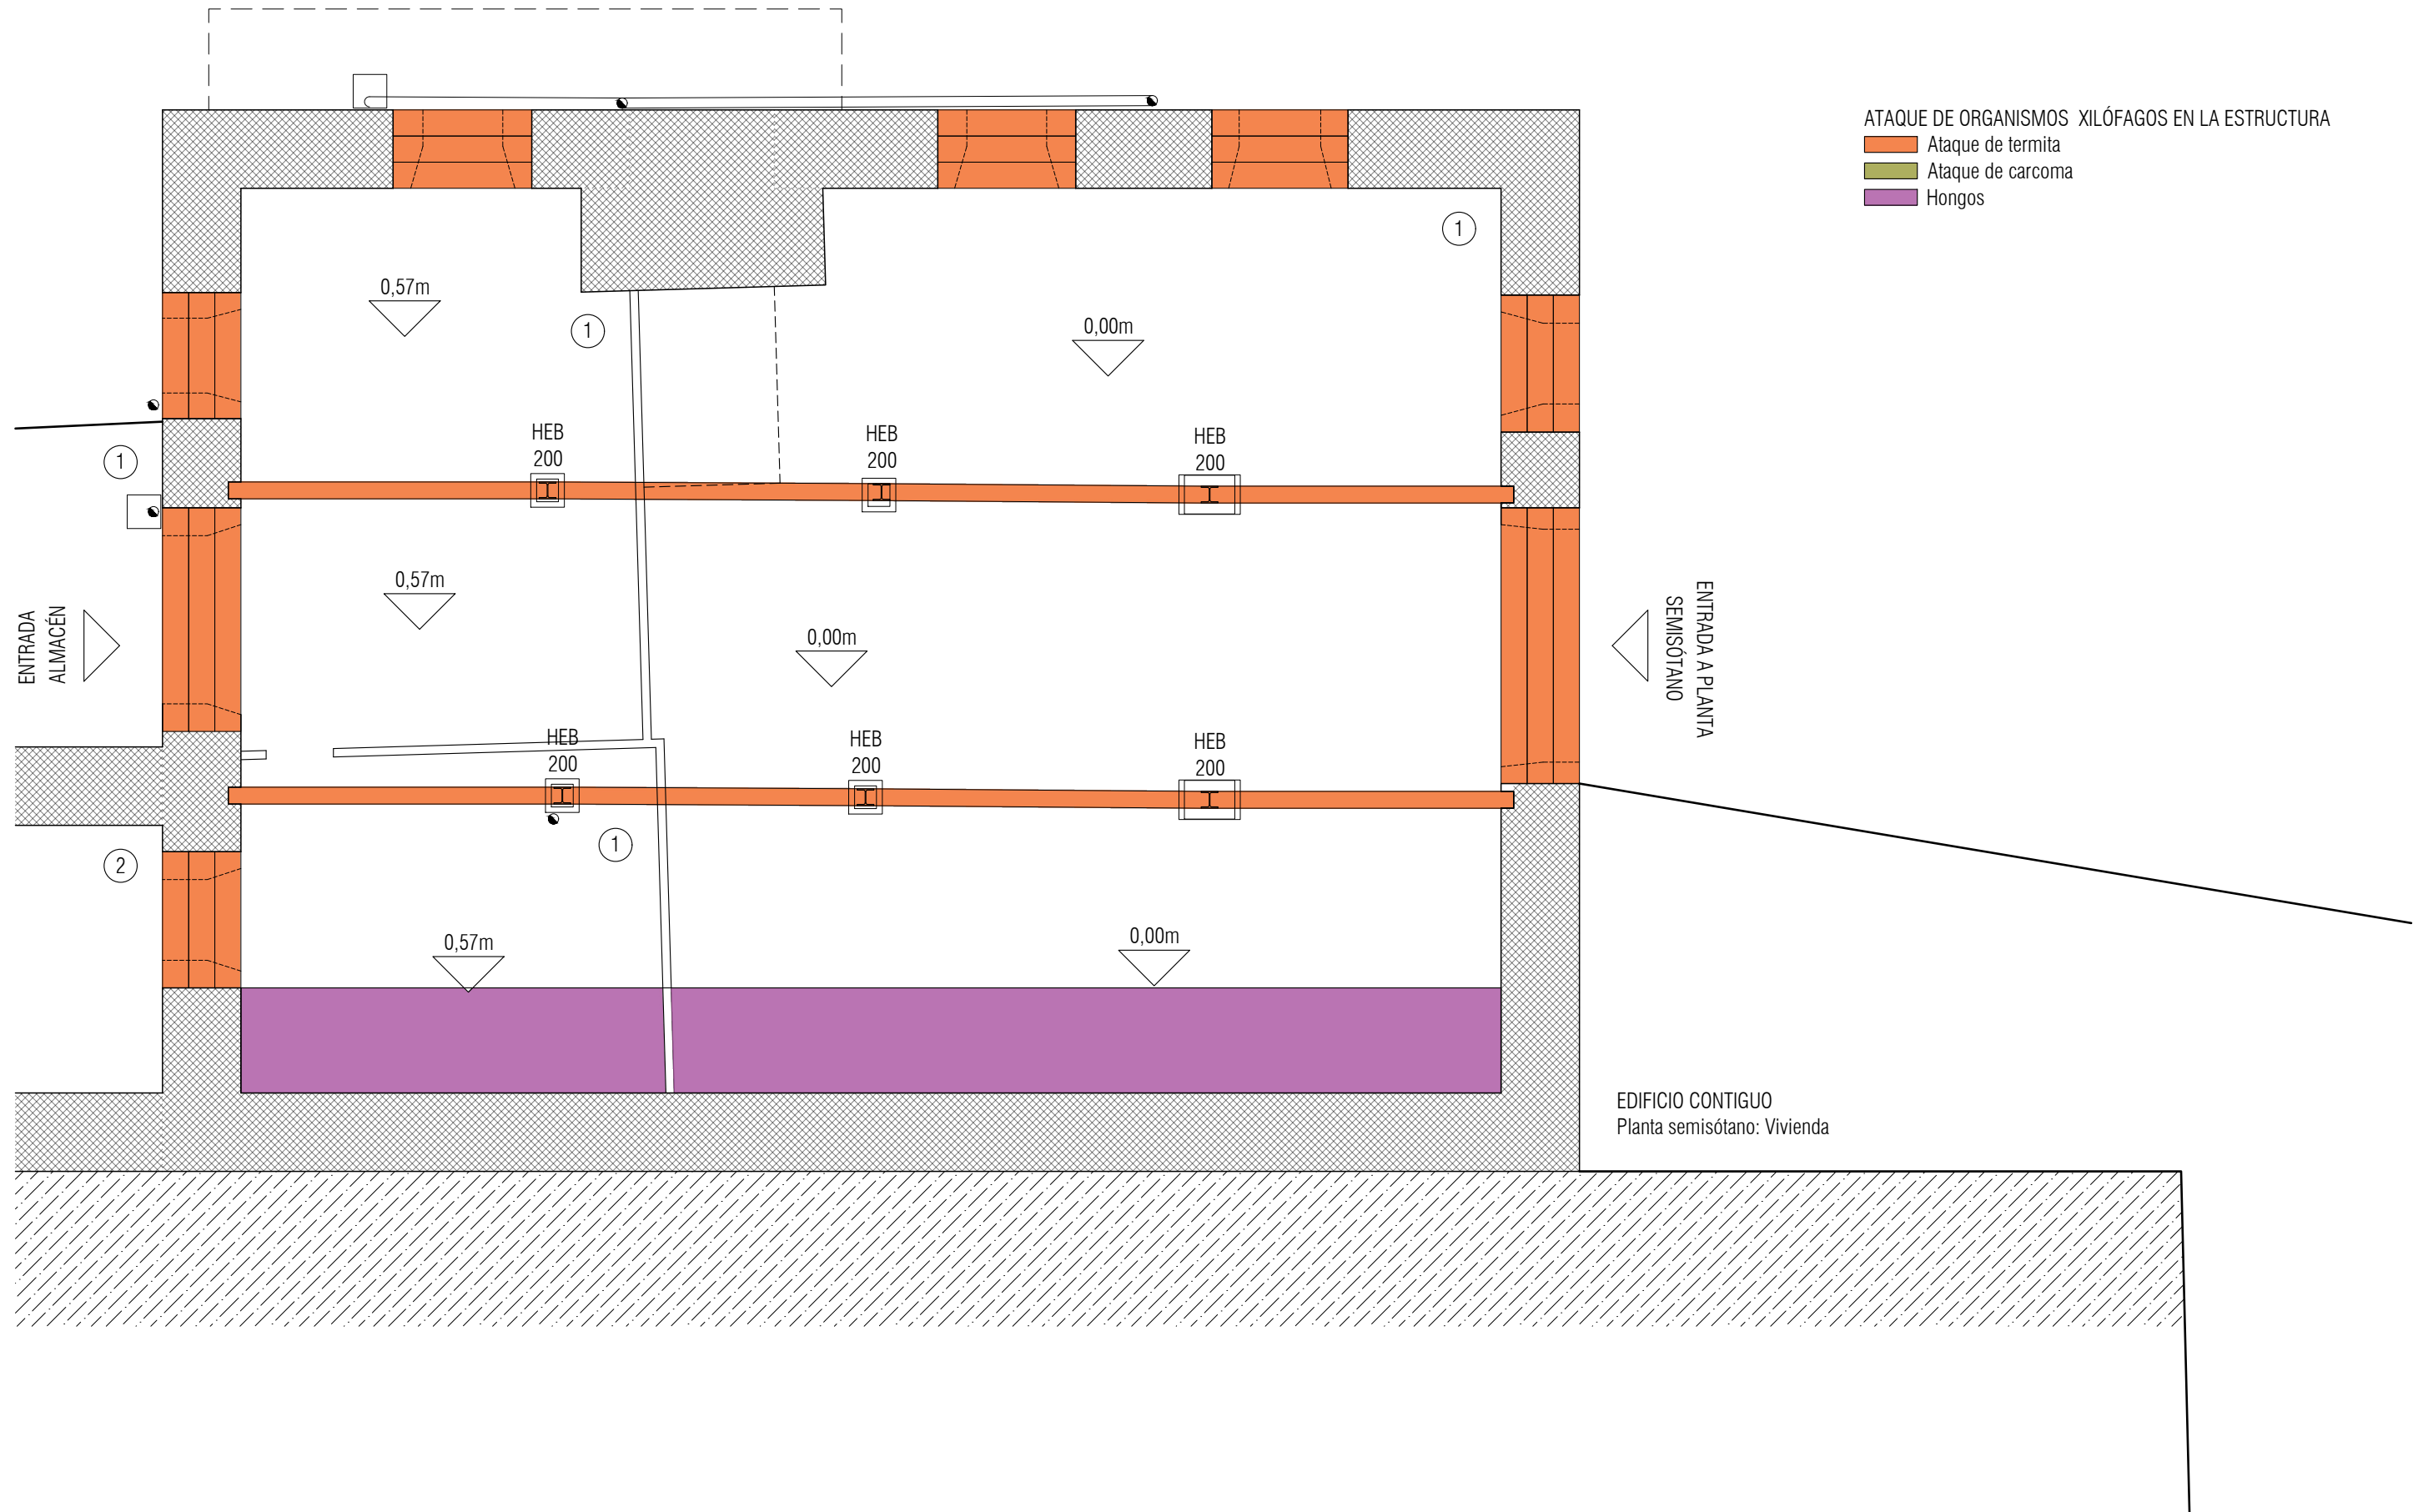 ATAQUE DE ORGANISMOS XILÓFAGOS EN LA ESTRUCTURA
Ataque de termita
Ataque de carcoma
Hongos
1
0,57m
1
0,00m
HEB
200
HEB
200
HEB
200
1
0,57m
0,00m
ENTRADA
ALMACÉN
ENTRADA A PLANTA
SEMISÓTANO
HEB
200
HEB
200
HEB
200
1
2
0,57m
0,00m
EDIFICIO CONTIGUO
Planta semisótano: Vivienda